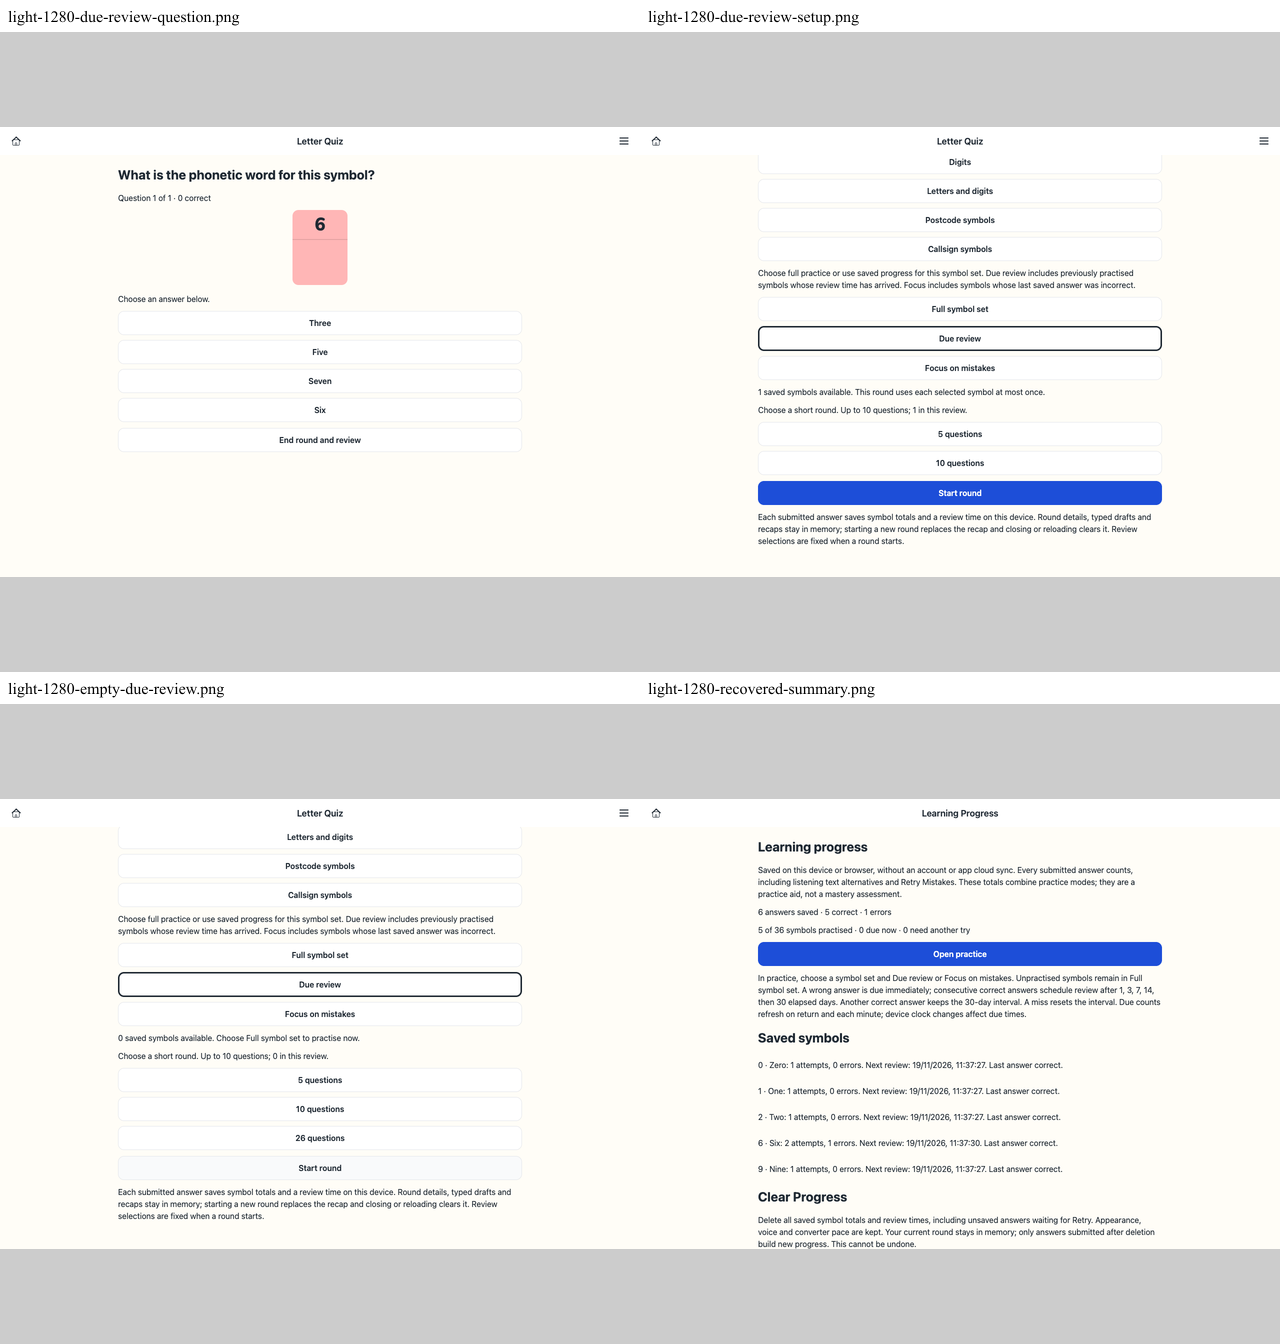 light-1280-due-review-question.png
Letter Quiz
What is the phonetic word for this symbol?
Question 1 of 1 · 0 correct
6
Choose an answer below.
Three
Five
Seven
Six
End round and review
light-1280-due-review-setup.png
Letter Quiz
Digits
Letters and digits
Postcode symbols
Callsign symbols
Choose full practice or use saved progress for this symbol set. Due review includes previously practised
symbols whose review time has arrived. Focus includes symbols whose last saved answer was incorrect.
Full symbol set
Due review
Focus on mistakes
1 saved symbols available. This round uses each selected symbol at most once.
Choose a short round. Up to 10 questions; 1 in this review.
5 questions
10 questions
Start round
Each submitted answer saves symbol totals and a review time on this device. Round details, typed drafts and
recaps stay in memory; starting a new round replaces the recap and closing or reloading clears it. Review
selections are fixed when a round starts.
light-1280-empty-due-review.png
Letter Quiz
Letters and digits
Postcode symbols
Callsign symbols
Choose full practice or use saved progress for this symbol set. Due review includes previously practised
symbols whose review time has arrived. Focus includes symbols whose last saved answer was incorrect.
Full symbol set
Due review
Focus on mistakes
0 saved symbols available. Choose Full symbol set to practise now.
Choose a short round. Up to 10 questions; 0 in this review.
5 questions
10 questions
26 questions
Start round
Each submitted answer saves symbol totals and a review time on this device. Round details, typed drafts and
recaps stay in memory; starting a new round replaces the recap and closing or reloading clears it. Review
selections are fixed when a round starts.
light-1280-recovered-summary.png
Learning Progress
Learning progress
Saved on this device or browser, without an account or app cloud sync. Every submitted answer counts,
including listening text alternatives and Retry Mistakes. These totals combine practice modes; they are a
practice aid, not a mastery assessment.
6 answers saved · 5 correct · 1 errors
5 of 36 symbols practised · 0 due now · 0 need another try
Open practice
In practice, choose a symbol set and Due review or Focus on mistakes. Unpractised symbols remain in Full
symbol set. A wrong answer is due immediately; consecutive correct answers schedule review after 1, 3, 7, 14,
then 30 elapsed days. Another correct answer keeps the 30-day interval. A miss resets the interval. Due counts
refresh on return and each minute; device clock changes affect due times.
Saved symbols
0 · Zero: 1 attempts, 0 errors. Next review: 19/11/2026, 11:37:27. Last answer correct.
1 · One: 1 attempts, 0 errors. Next review: 19/11/2026, 11:37:27. Last answer correct.
2 · Two: 1 attempts, 0 errors. Next review: 19/11/2026, 11:37:27. Last answer correct.
6 · Six: 2 attempts, 1 errors. Next review: 19/11/2026, 11:37:30. Last answer correct.
9 · Nine: 1 attempts, 0 errors. Next review: 19/11/2026, 11:37:27. Last answer correct.
Clear Progress
Delete all saved symbol totals and review times, including unsaved answers waiting for Retry. Appearance,
voice and converter pace are kept. Your current round stays in memory; only answers submitted after deletion
build new progress. This cannot be undone.